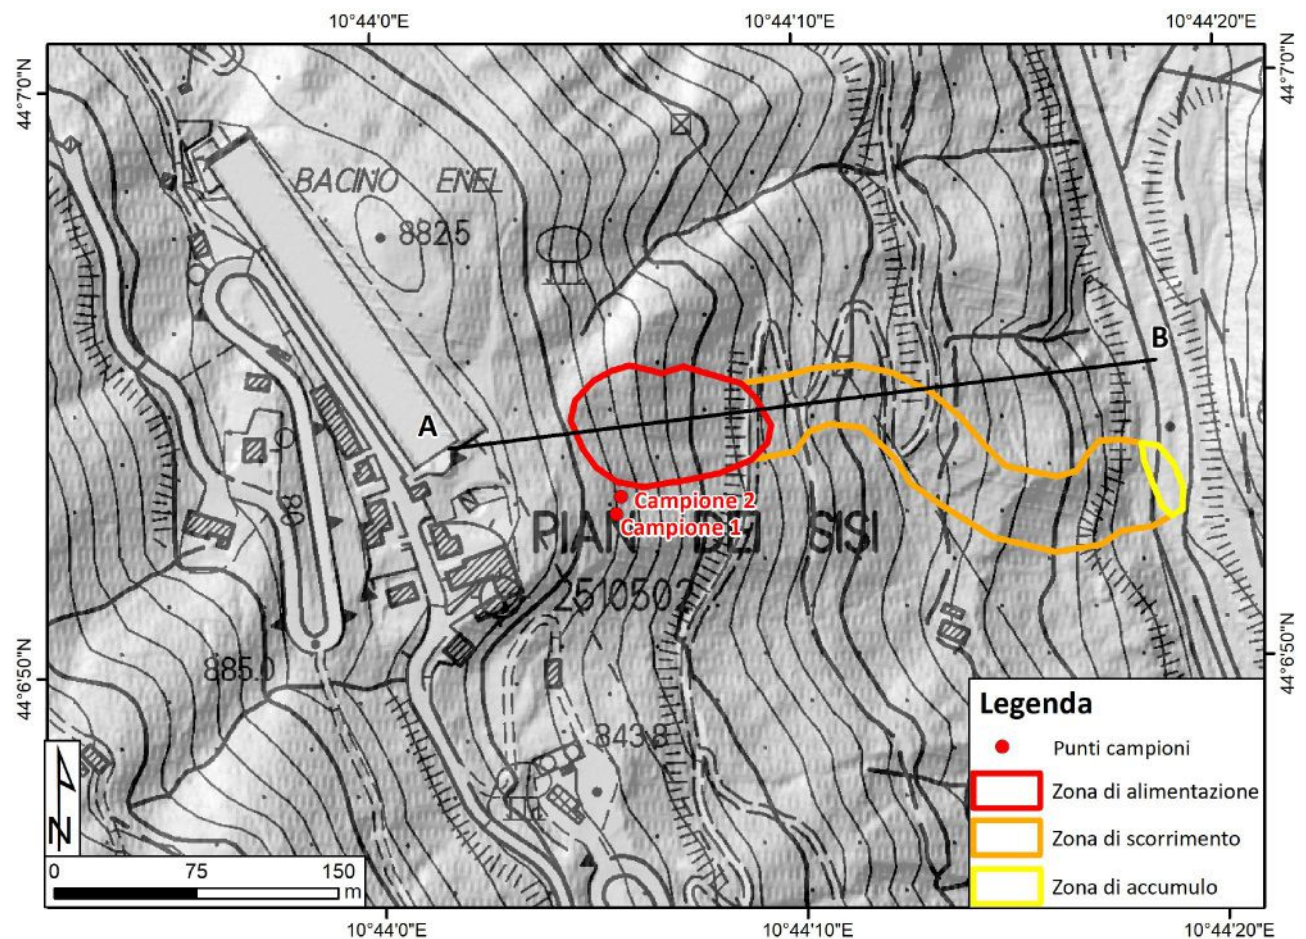 10°44'0"E
10°44'10"E
10°44'20"E
44°7'0"N
44°7'0"N
BACINO ENEL
882.5
B
A
Campione 2
Campione 1
PIAN DEI SISI
2510502
885.0
44°6'50"N
44°6'50"N
843.8
Legenda
Punti campioni
Zona di alimentazione
Zona di scorrimento
Zona di accumulo
N
0 75 150
m
10°44'0"E
10°44'10"E
10°44'20"E